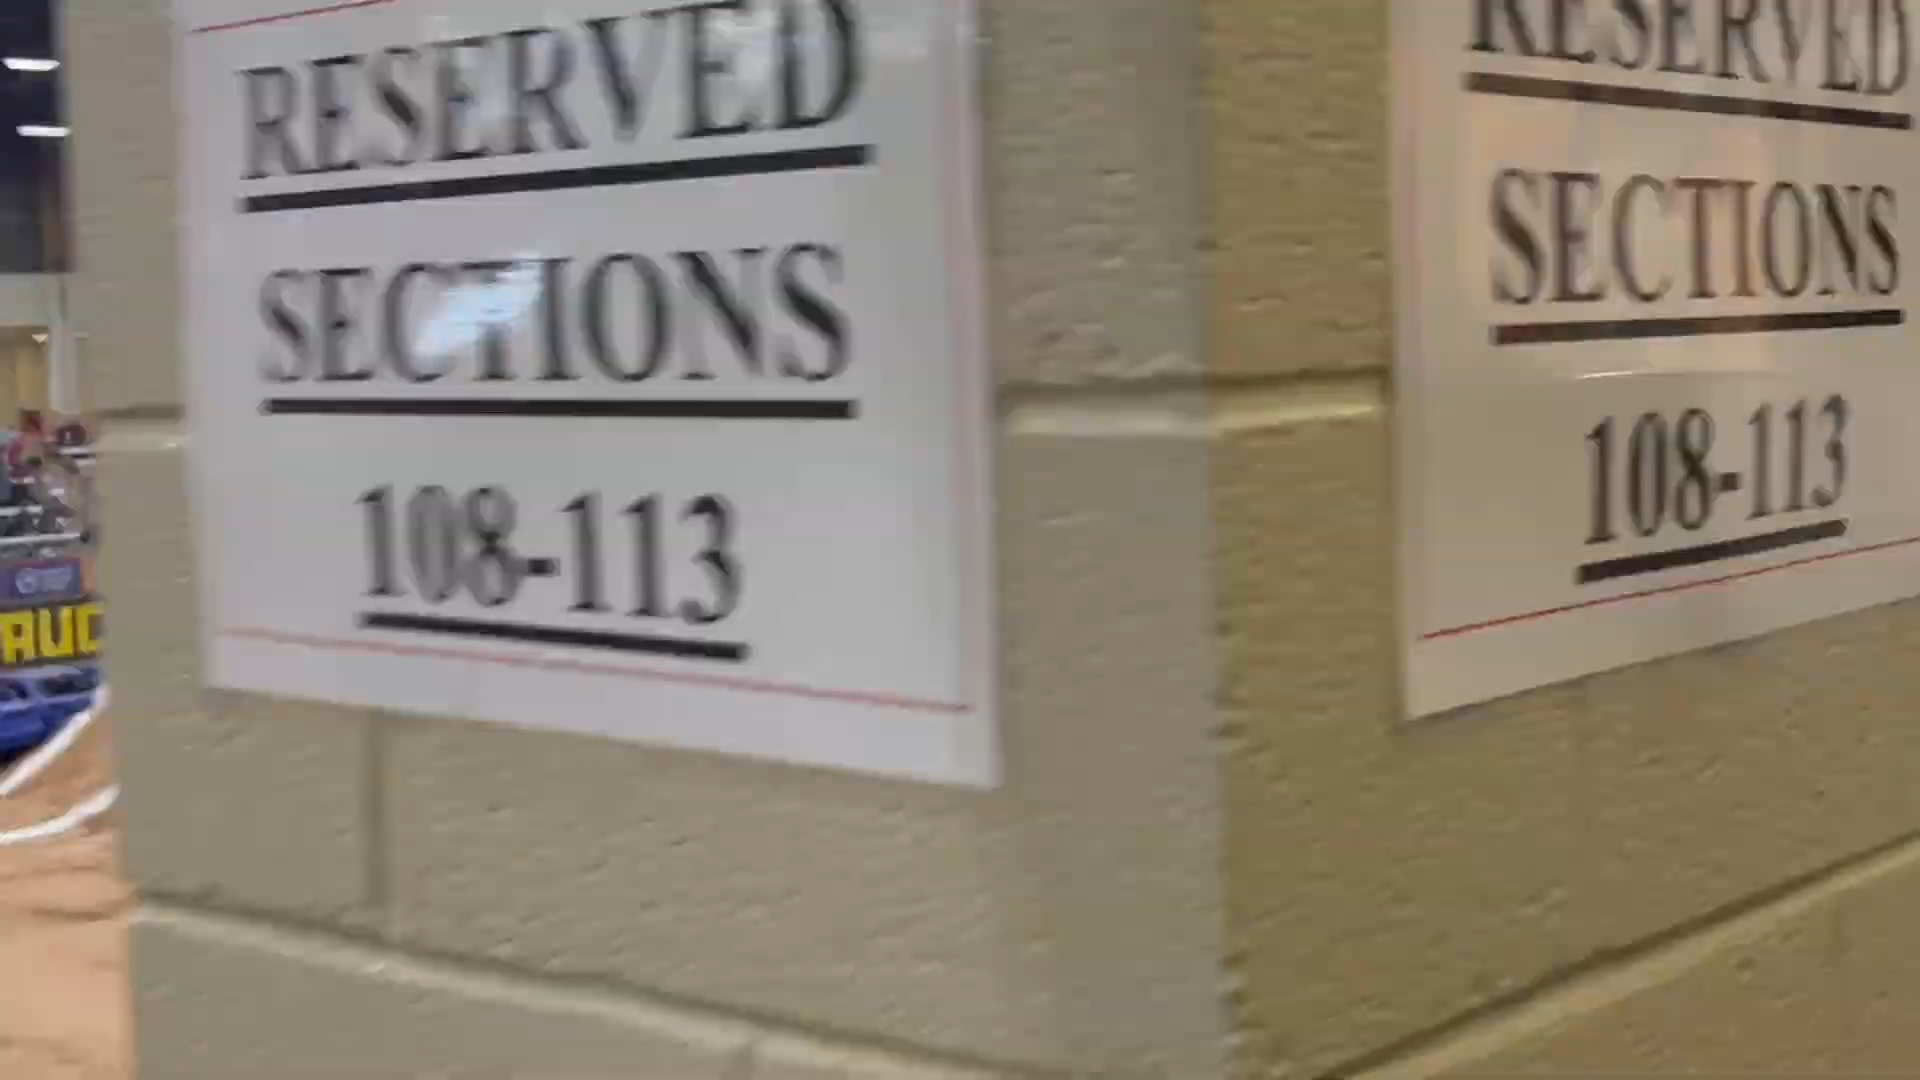 RESERVED
SECTIONS
108-113
RESERVED
SECTIONS
108-113